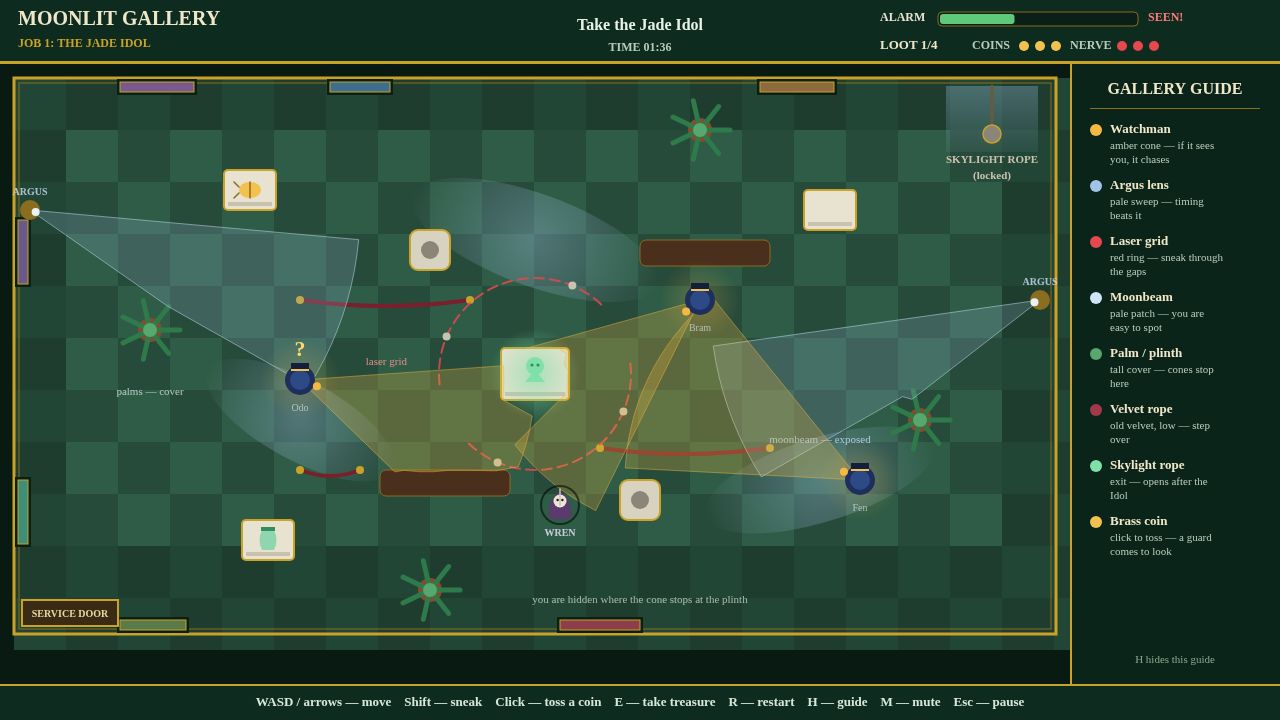 MOONLIT GALLERY
JOB 1: THE JADE IDOL
Take the Jade Idol
TIME 01:36
ALARM
SEEN!
LOOT 1/4
COINS
NERVE
SKYLIGHT ROPE
(locked)
ARGUS
ARGUS
Bram
?
laser grid
palms — cover
Odo
moonbeam — exposed
Fen
WREN
you are hidden where the cone stops at the plinth
SERVICE DOOR
GALLERY GUIDE
Watchman
amber cone — if it sees
you, it chases
Argus lens
pale sweep — timing
beats it
Laser grid
red ring — sneak through
the gaps
Moonbeam
pale patch — you are
easy to spot
Palm / plinth
tall cover — cones stop
here
Velvet rope
old velvet, low — step
over
Skylight rope
exit — opens after the
Idol
Brass coin
click to toss — a guard
comes to look
H hides this guide
WASD / arrows — move Shift — sneak Click — toss a coin E — take treasure R — restart H — guide M — mute Esc — pause